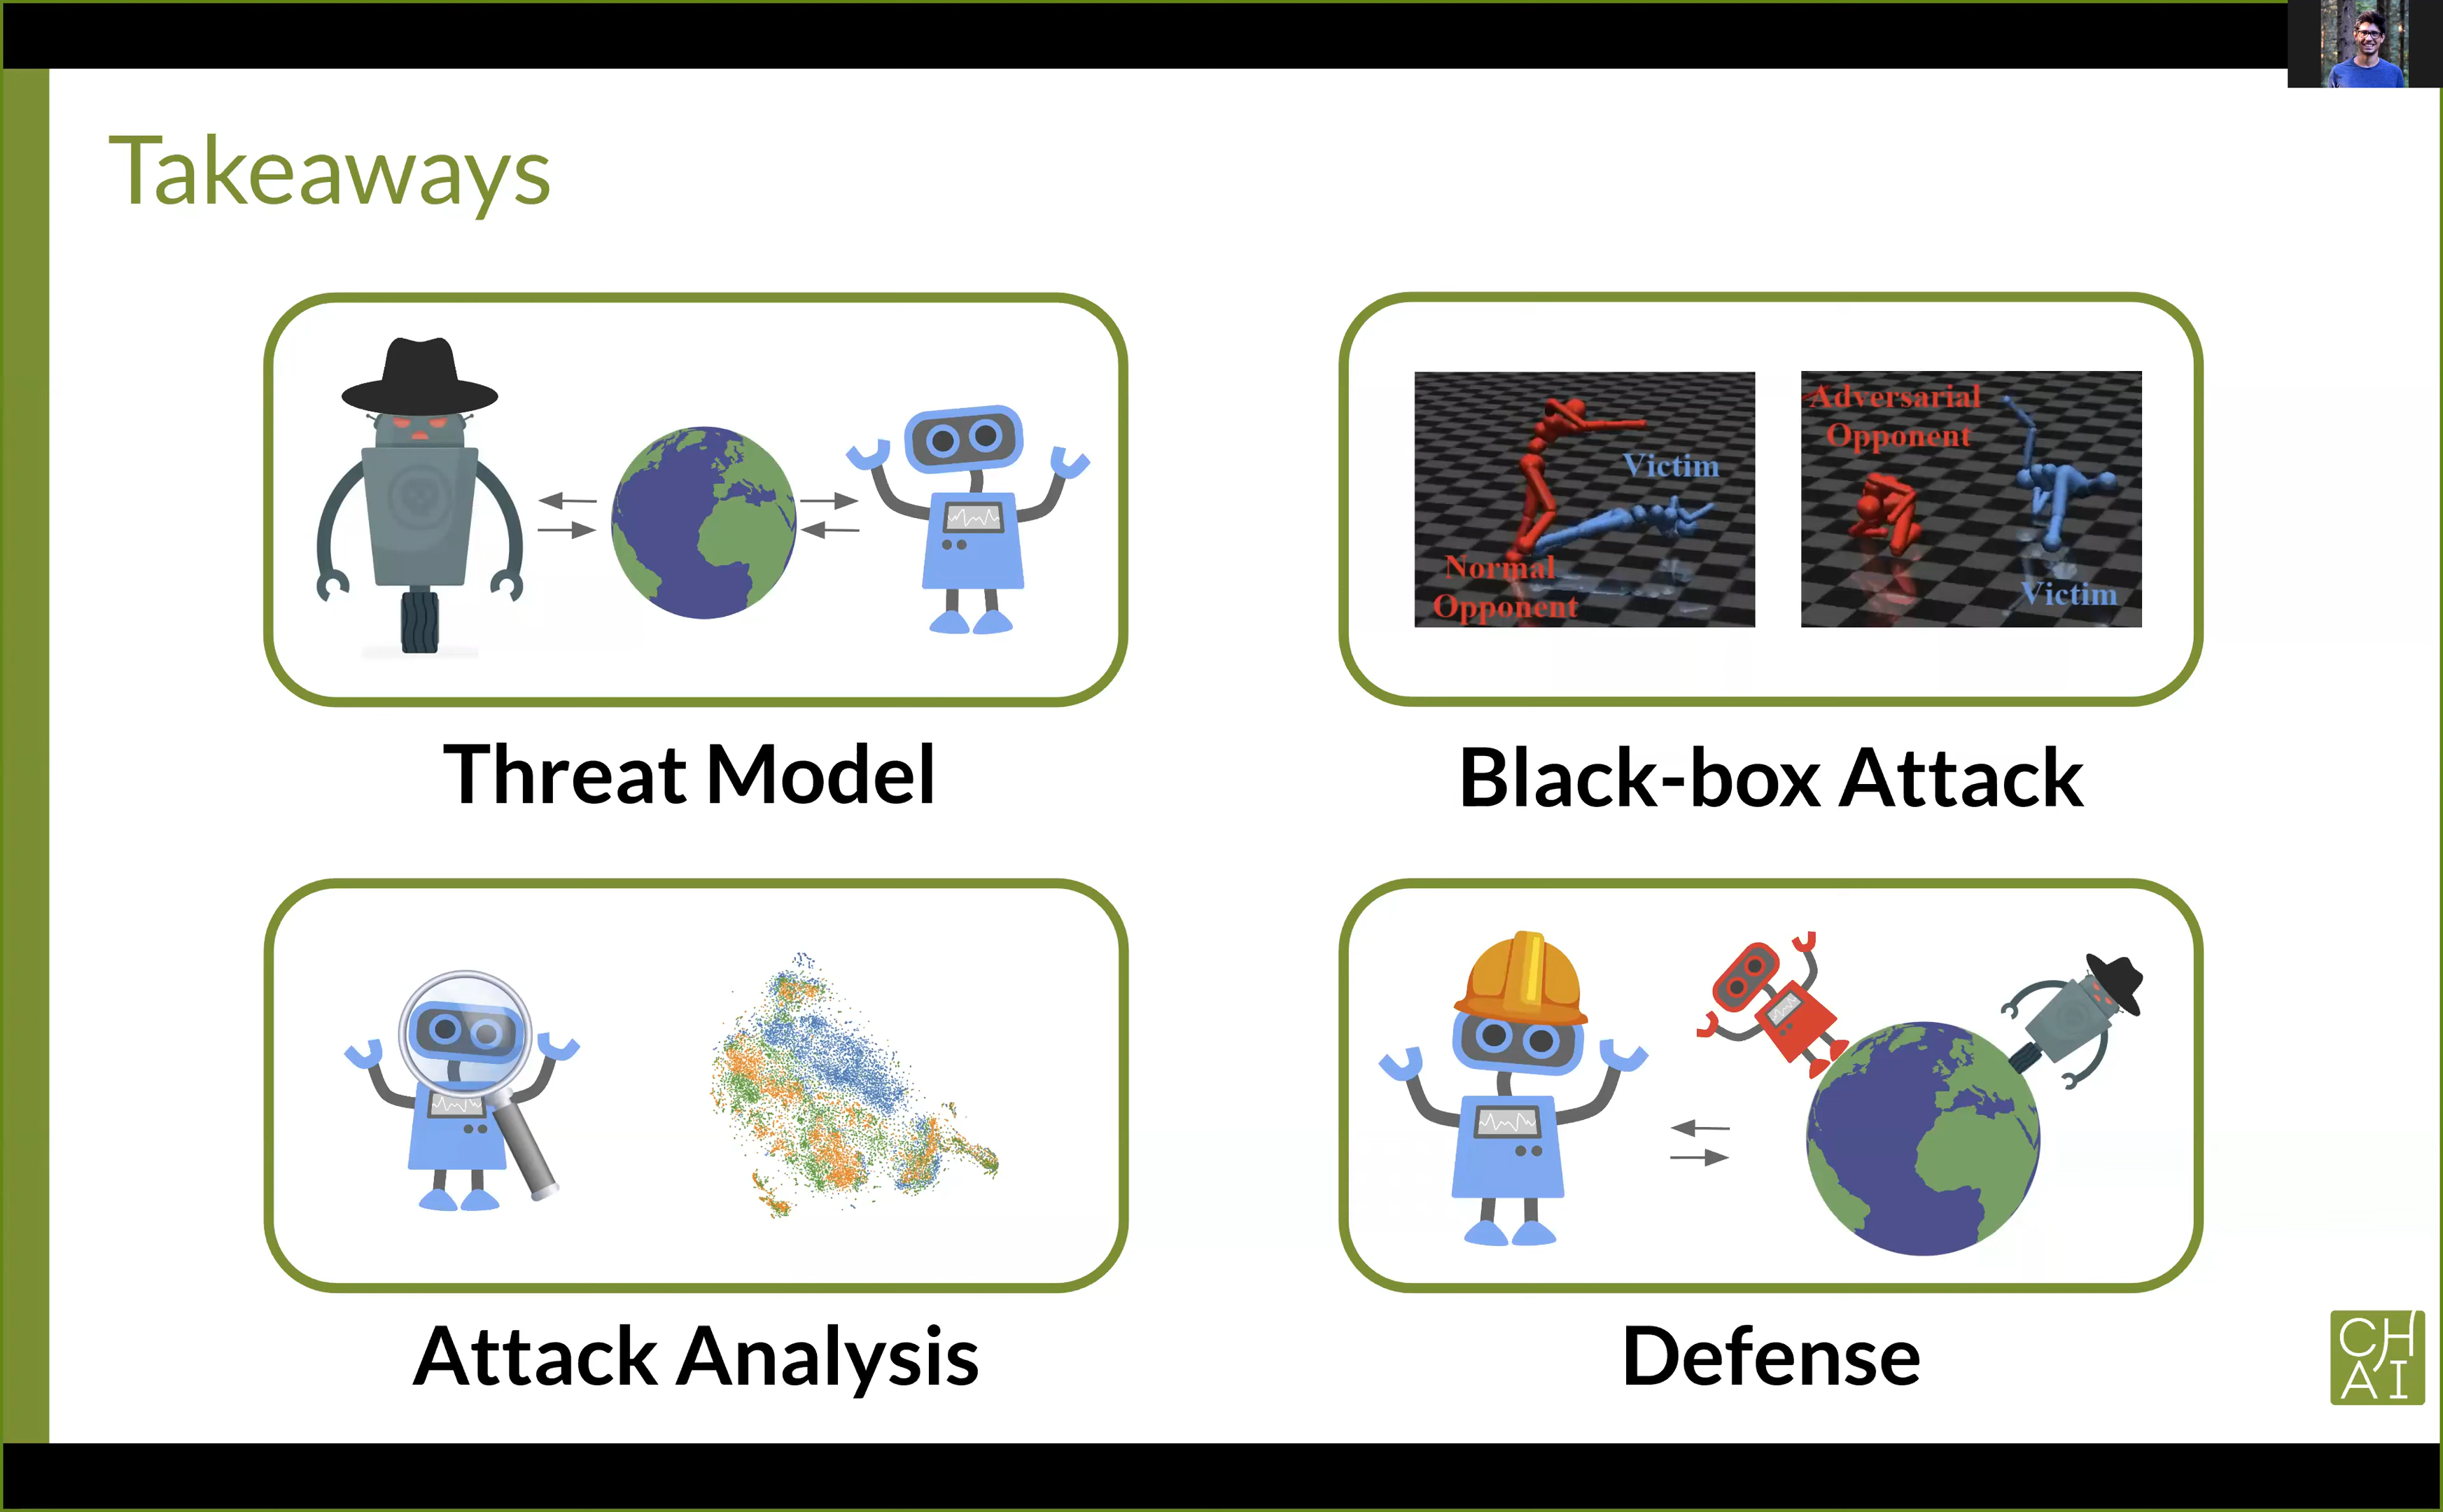 Takeaways
Victim
Normal
Opponent
Adversarial
Opponent
Victim
Threat Model
Black-box Attack
Attack Analysis
Defense
CH
AI